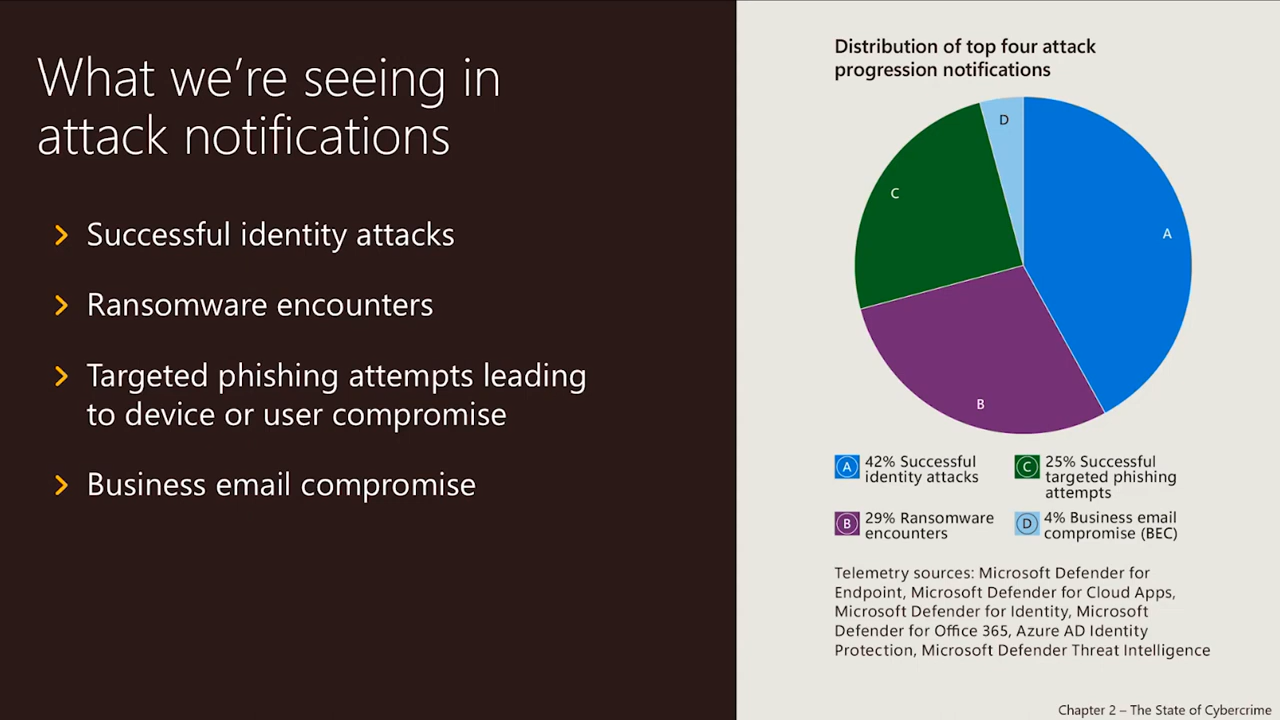 What we're seeing in
attack notifications
Successful identity attacks
Ransomware encounters
Targeted phishing attempts leading
to device or user compromise
Business email compromise
Distribution of top four attack
progression notifications
D
C
A
B
A 42% Successful
identity attacks
B 29% Ransomware
encounters
C 25% Successful
targeted phishing
attempts
D 4% Business email
compromise (BEC)
Telemetry sources: Microsoft Defender for
Endpoint, Microsoft Defender for Cloud Apps,
Microsoft Defender for Identity, Microsoft
Defender for Office 365, Azure AD Identity
Protection, Microsoft Defender Threat Intelligence
Chapter 2 – The State of Cybercrime